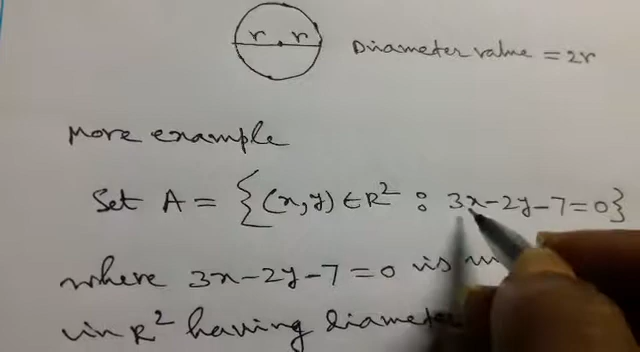 r r
Diameter value = 2r
More example
Set A = {(x,y) ∈ R² : 3x-2y-7=0}
where 3x-2y-7=0 is
in R² having diameter